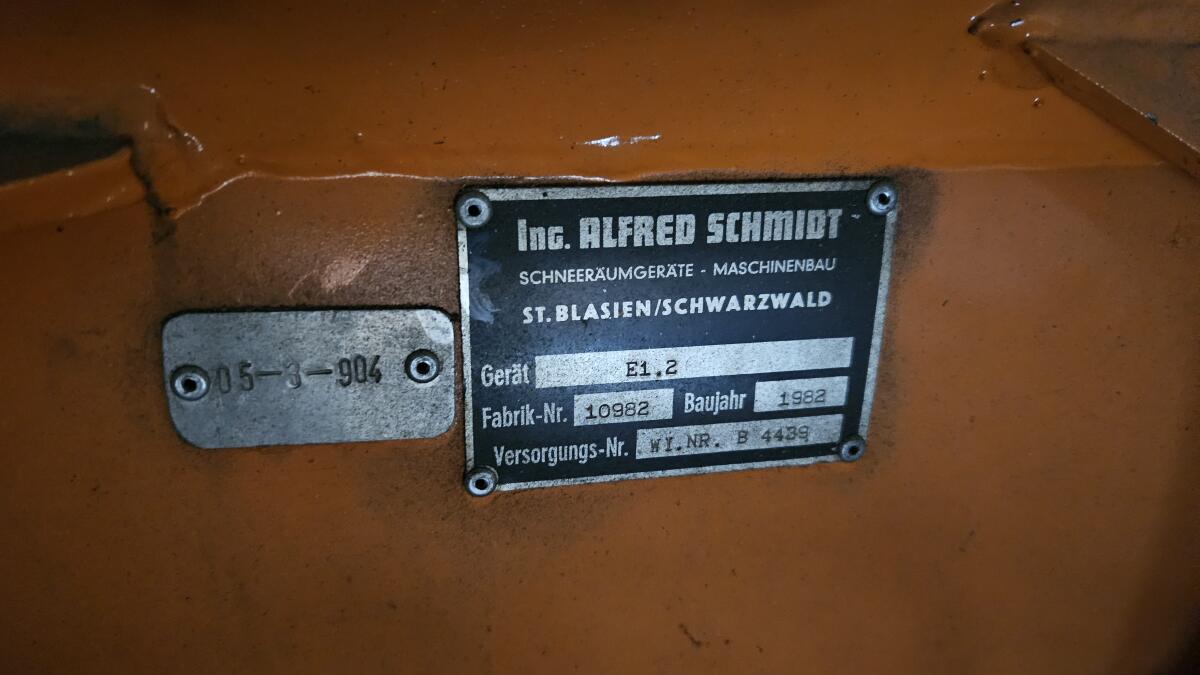 Ing. ALFRED SCHMIDT
SCHNEERÄUMGERÄTE - MASCHINENBAU
ST. BLASIEN/SCHWARZWALD
Gerät E1.2
Fabrik-Nr. 10982 Baujahr 1982
Versorgungs-Nr. WI.NR. B 4439
05-3-904